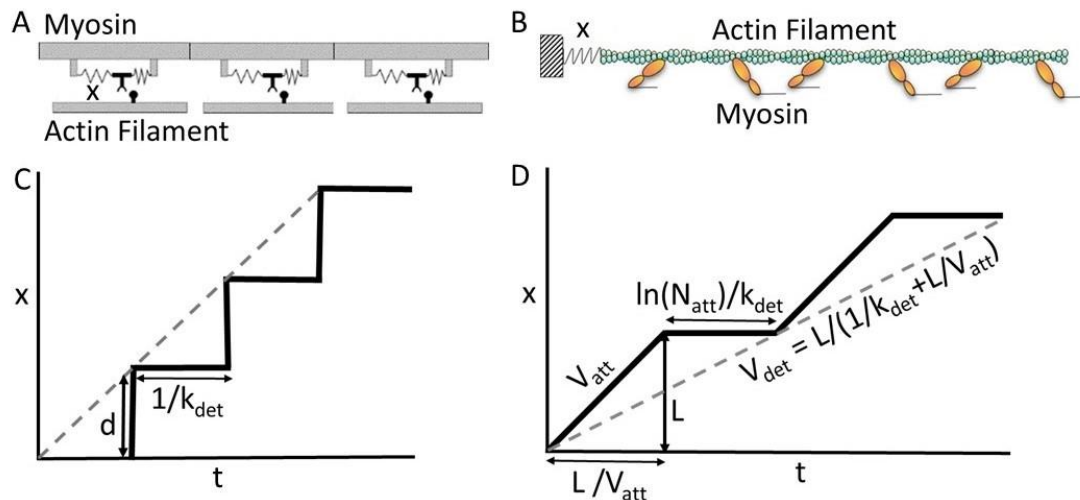 A
Myosin
x
Actin Filament
B
x
Actin Filament
Myosin
C
x
d
1/k_det
t
D
x
V_att
ln(N_att)/k_det
L
V_det = L/(1/k_det+L/V_att)
L /V_att
t